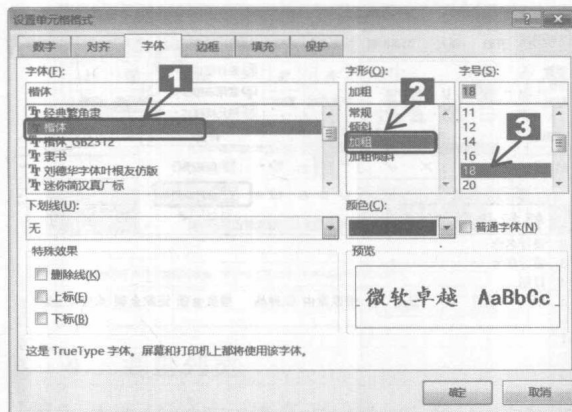 设置单元格格式
数字 对齐 字体 边框 填充 保护
字体(F): 字形(O): 字号(S):
楷体 加粗 18
经典繁角隶 常规 11
楷体 倾斜 12
楷体_GB2312 加粗 14
隶书 加粗倾斜 16
刘德华字体叶根友仿版 18
迷你简汉真广标 20
1
2
3
下划线(U): 颜色(C):
无 普通字体(N)
特殊效果 预览
删除线(K)
上标(E)
下标(B)
微软卓越 AaBbCc
这是 TrueType 字体。屏幕和打印机上都将使用该字体。
确定 取消